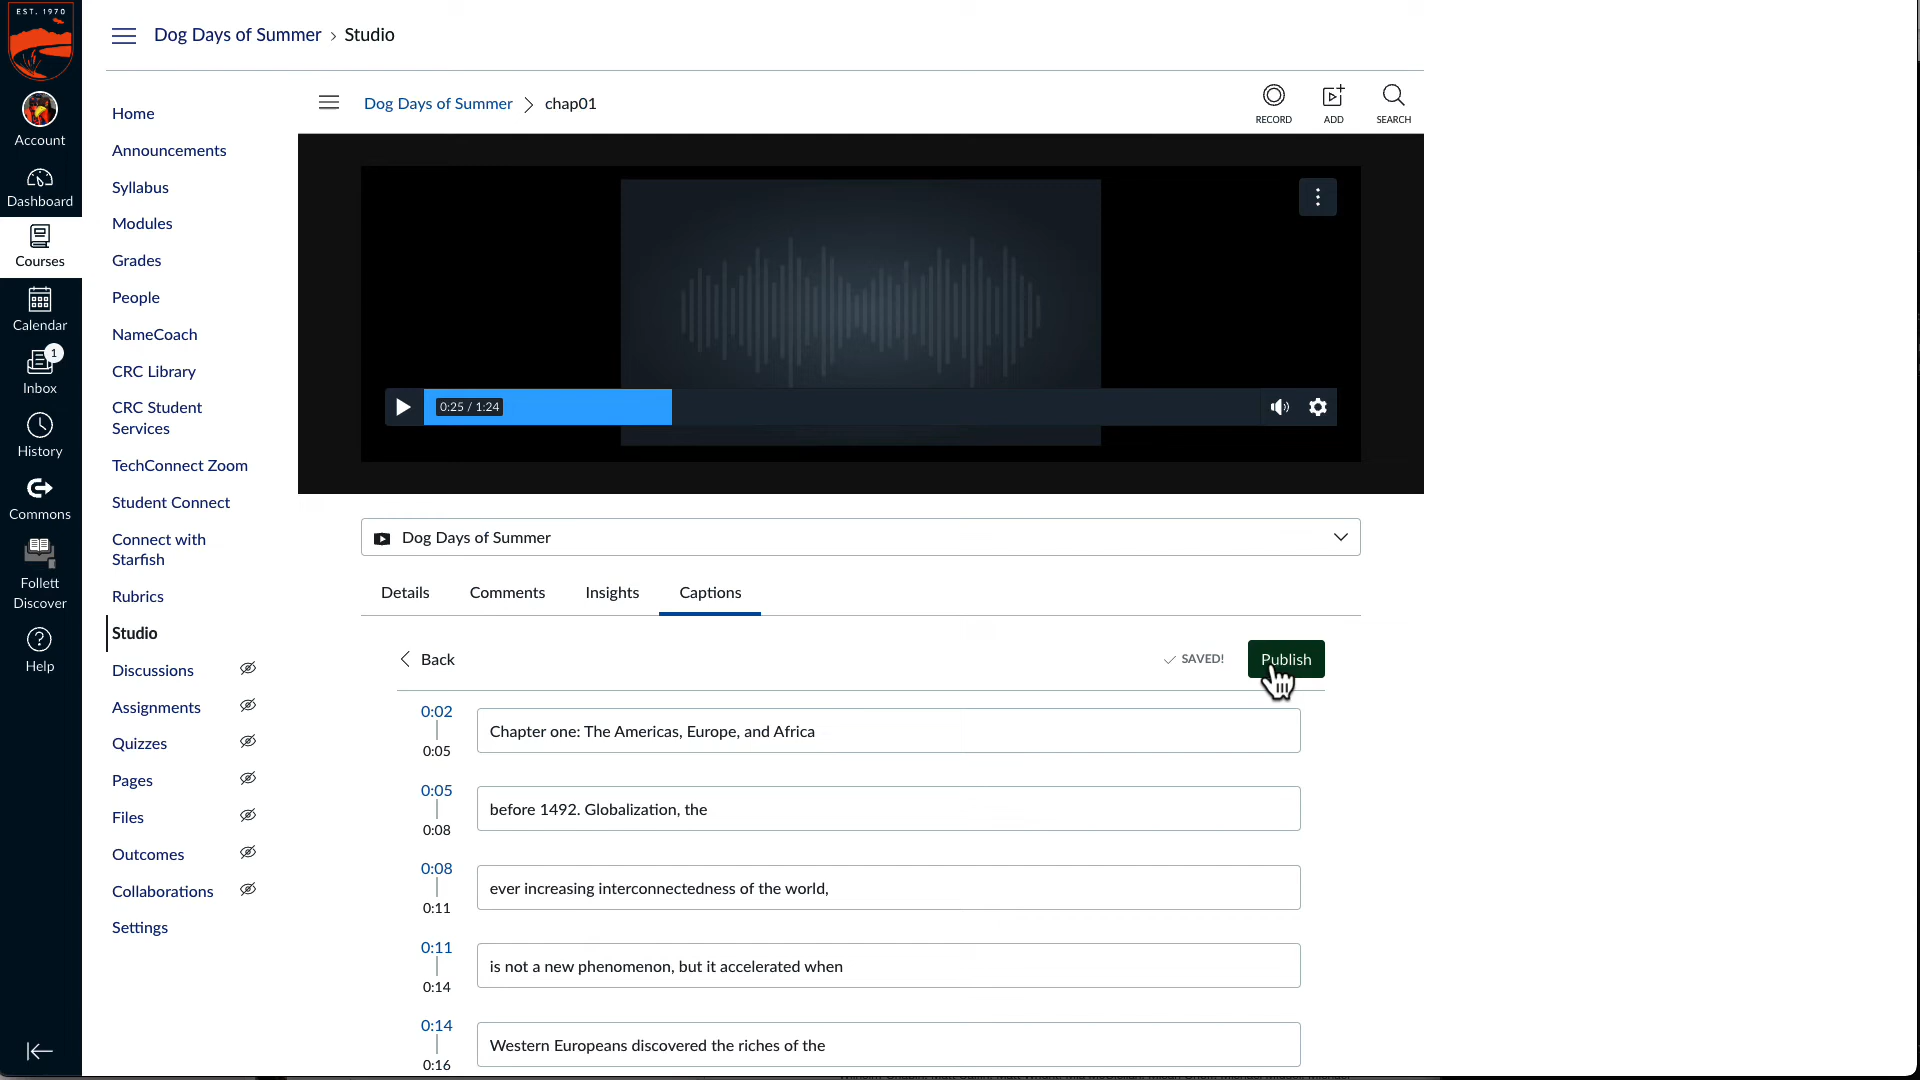 EST. 1970
Dog Days of Summer › Studio
Account
Dashboard
Courses
Calendar
1
Inbox
History
Commons
Follett
Discover
Help
Home
Announcements
Syllabus
Modules
Grades
People
NameCoach
CRC Library
CRC Student
Services
TechConnect Zoom
Student Connect
Connect with
Starfish
Rubrics
Studio
Discussions
Assignments
Quizzes
Pages
Files
Outcomes
Collaborations
Settings
Dog Days of Summer > chap01
RECORD
ADD
SEARCH
0:25 / 1:24
Dog Days of Summer
Details Comments Insights Captions
Back
SAVED!
Publish
0:02
Chapter one: The Americas, Europe, and Africa
0:05
0:05
before 1492. Globalization, the
0:08
0:08
ever increasing interconnectedness of the world,
0:11
0:11
is not a new phenomenon, but it accelerated when
0:14
0:14
Western Europeans discovered the riches of the
0:16